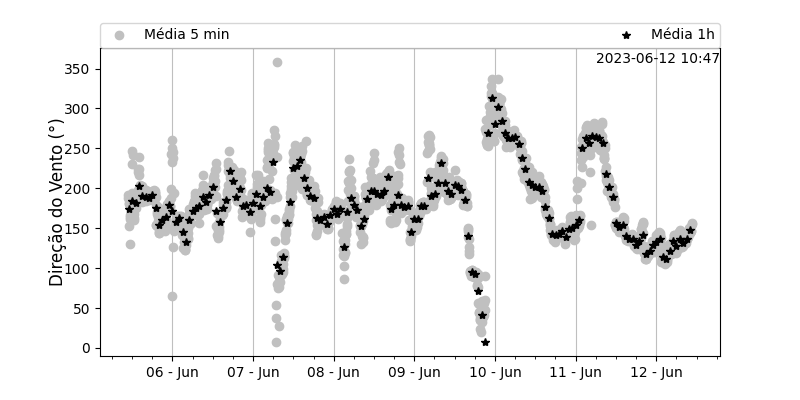 Média 5 min
Média 1h
2023-06-12 10:47
Direção do Vento (°)
350
300
250
200
150
100
50
0
06 - Jun
07 - Jun
08 - Jun
09 - Jun
10 - Jun
11 - Jun
12 - Jun